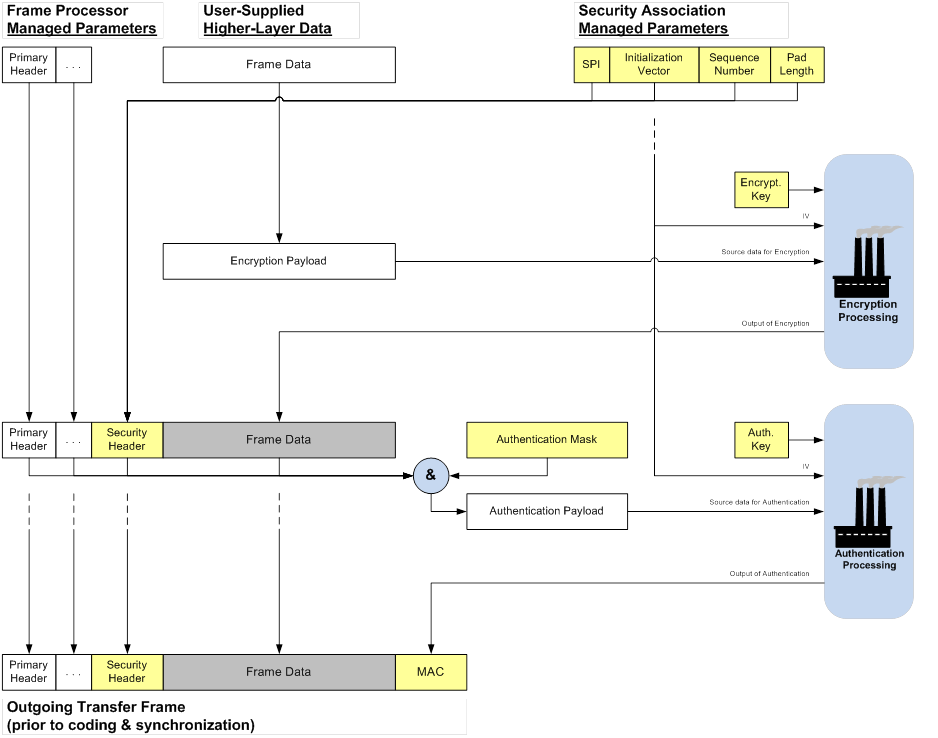 Frame Processor
Managed Parameters
User-Supplied
Higher-Layer Data
Security Association
Managed Parameters
Primary
Header
. . .
Frame Data
SPI
Initialization
Vector
Sequence
Number
Pad
Length
Encrypt.
Key
IV
Encryption Payload
Source data for Encryption
Encryption
Processing
Output of Encryption
Primary
Header
. . .
Security
Header
Frame Data
Authentication Mask
Auth.
Key
&
IV
Authentication Payload
Source data for Authentication
Authentication
Processing
Output of Authentication
Primary
Header
. . .
Security
Header
Frame Data
MAC
Outgoing Transfer Frame
(prior to coding & synchronization)